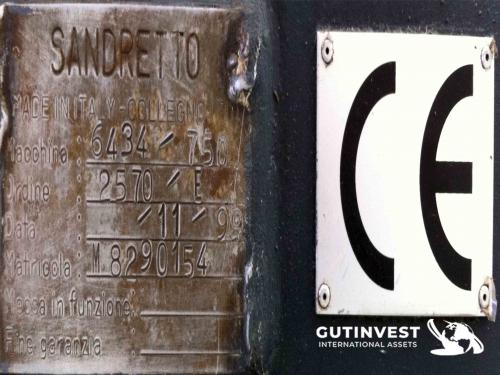 SANDRETTO
MADE IN ITALY-COLLEGNO
Macchina: 6434/750
Ordine: 2570/E
Data: /11/99
Matricola: M.8290154
Messa in funzione:
Fine garanzia:
CE
GUTINVEST
INTERNATIONAL ASSETS